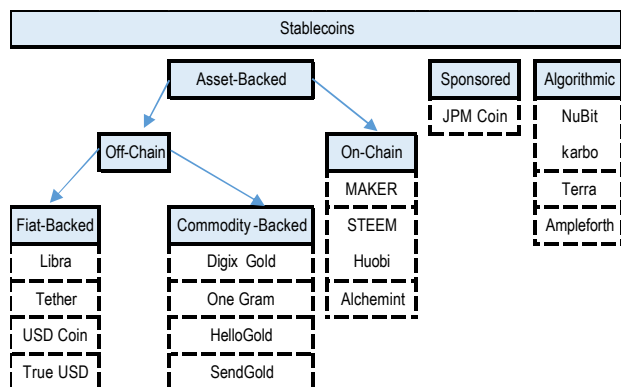 Stablecoins
Asset-Backed
Sponsored
Algorithmic
JPM Coin
NuBit
Off-Chain
On-Chain
karbo
MAKER
Terra
Fiat-Backed
Commodity-Backed
STEEM
Ampleforth
Libra
Digix Gold
Huobi
Tether
One Gram
Alchemint
USD Coin
HelloGold
True USD
SendGold